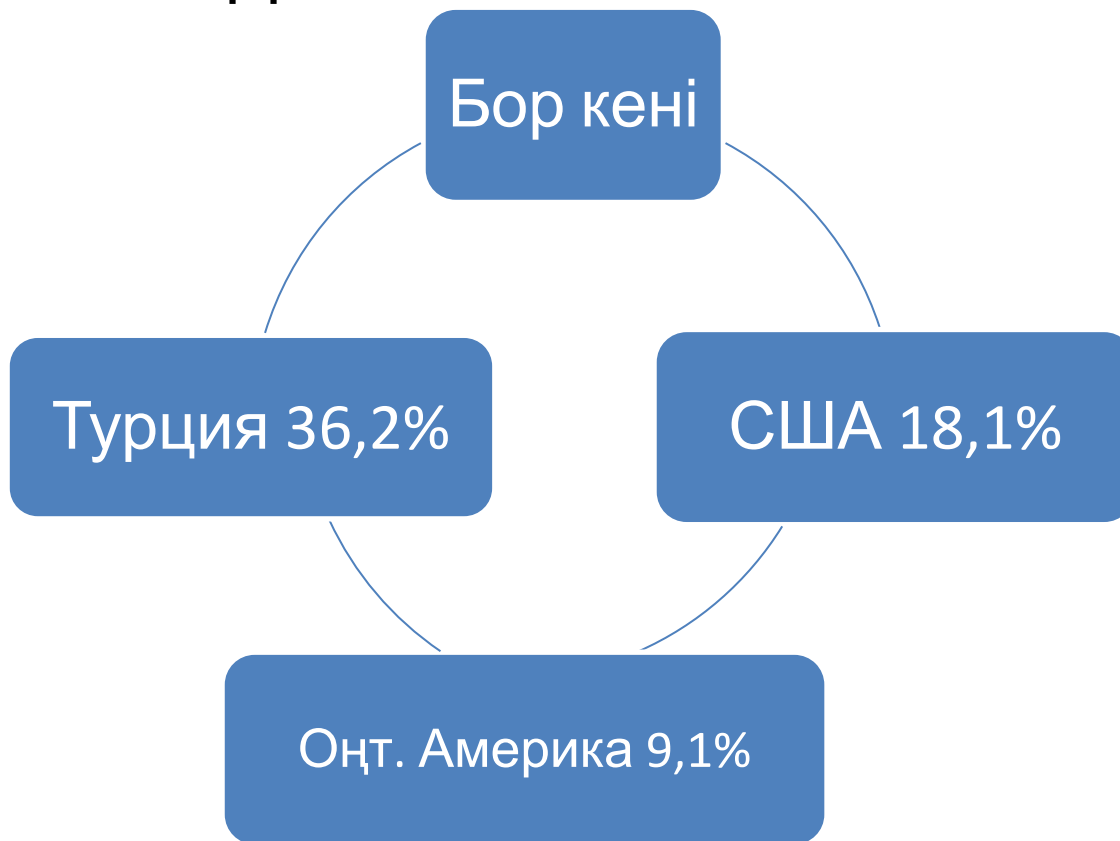 Бор кені
Турция 36,2%
США 18,1%
Оңт. Америка 9,1%